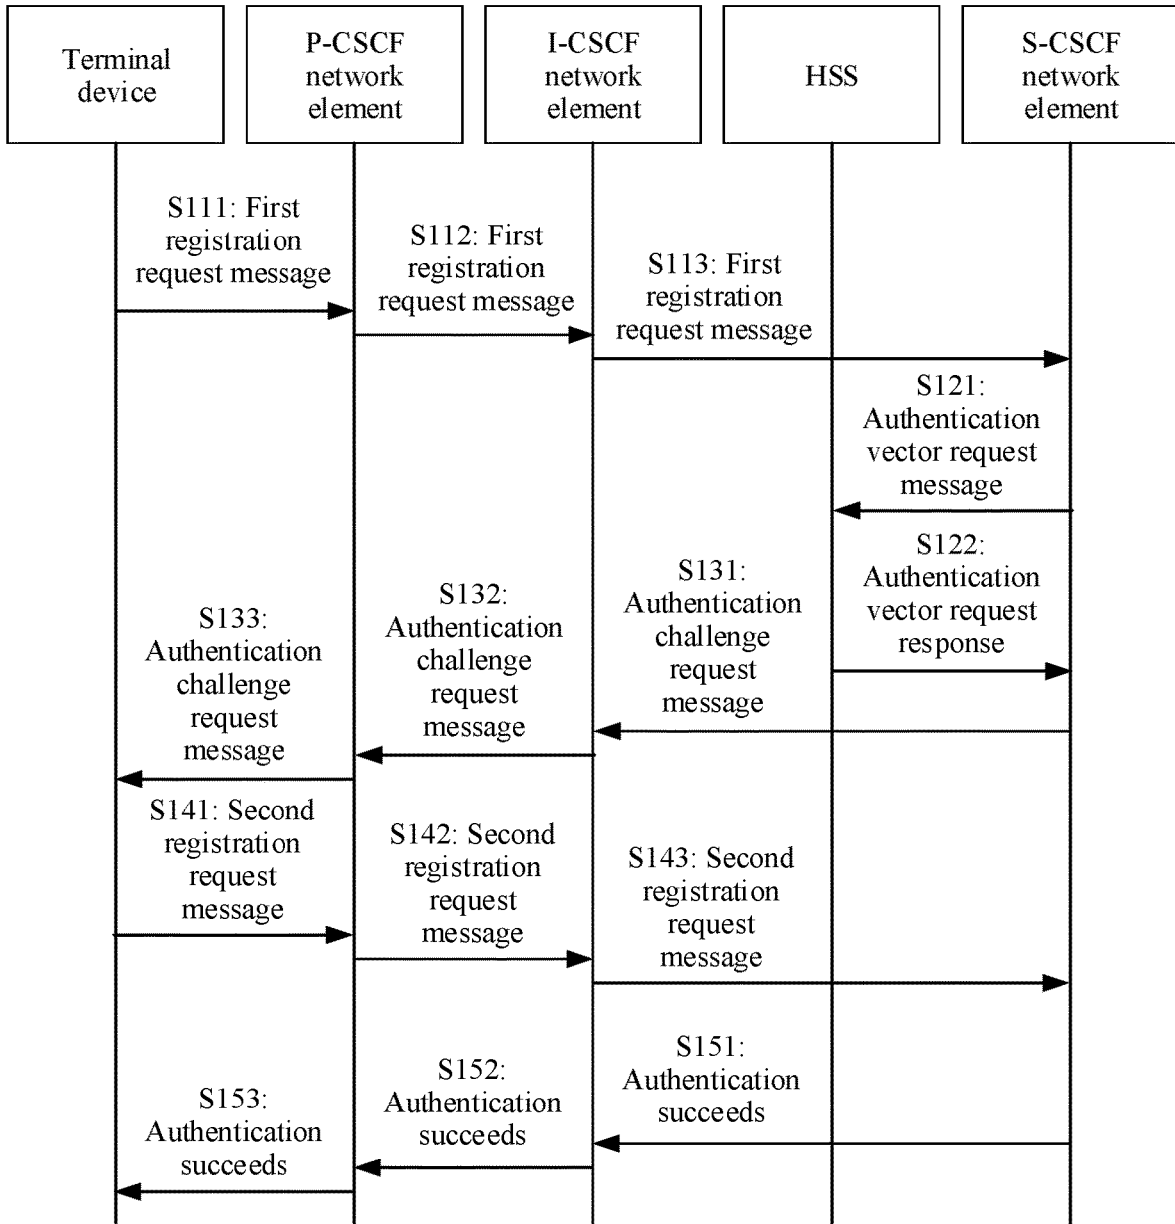 Terminal
device
P-CSCF
network
element
I-CSCF
network
element
HSS
S-CSCF
network
element
S111: First
registration
request message
S112: First
registration
request message
S113: First
registration
request message
S121:
Authentication
vector request
message
S122:
Authentication
vector request
response
S131:
Authentication
challenge
request
message
S132:
Authentication
challenge
request
message
S133:
Authentication
challenge
request
message
S141: Second
registration
request
message
S142: Second
registration
request
message
S143: Second
registration
request
message
S151:
Authentication
succeeds
S152:
Authentication
succeeds
S153:
Authentication
succeeds